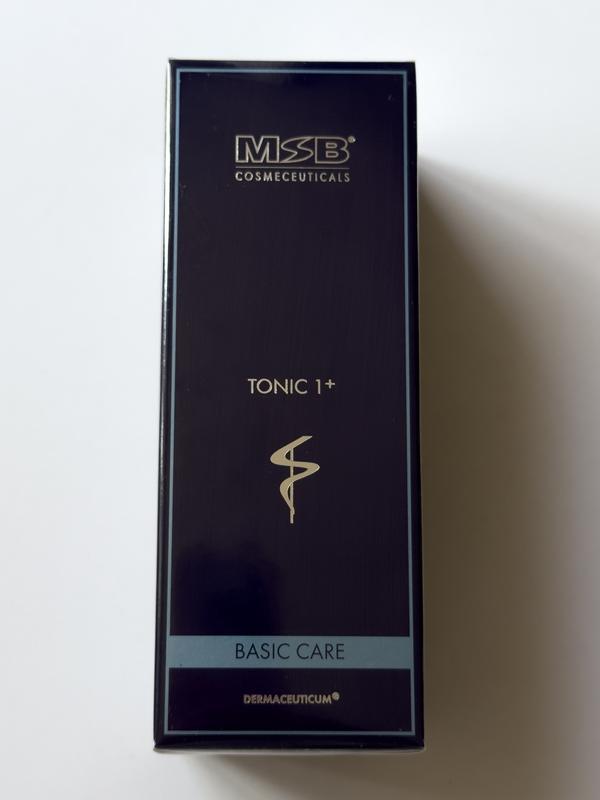 MSB®
COSMECEUTICALS
TONIC 1+
BASIC CARE
DERMACEUTICUM®